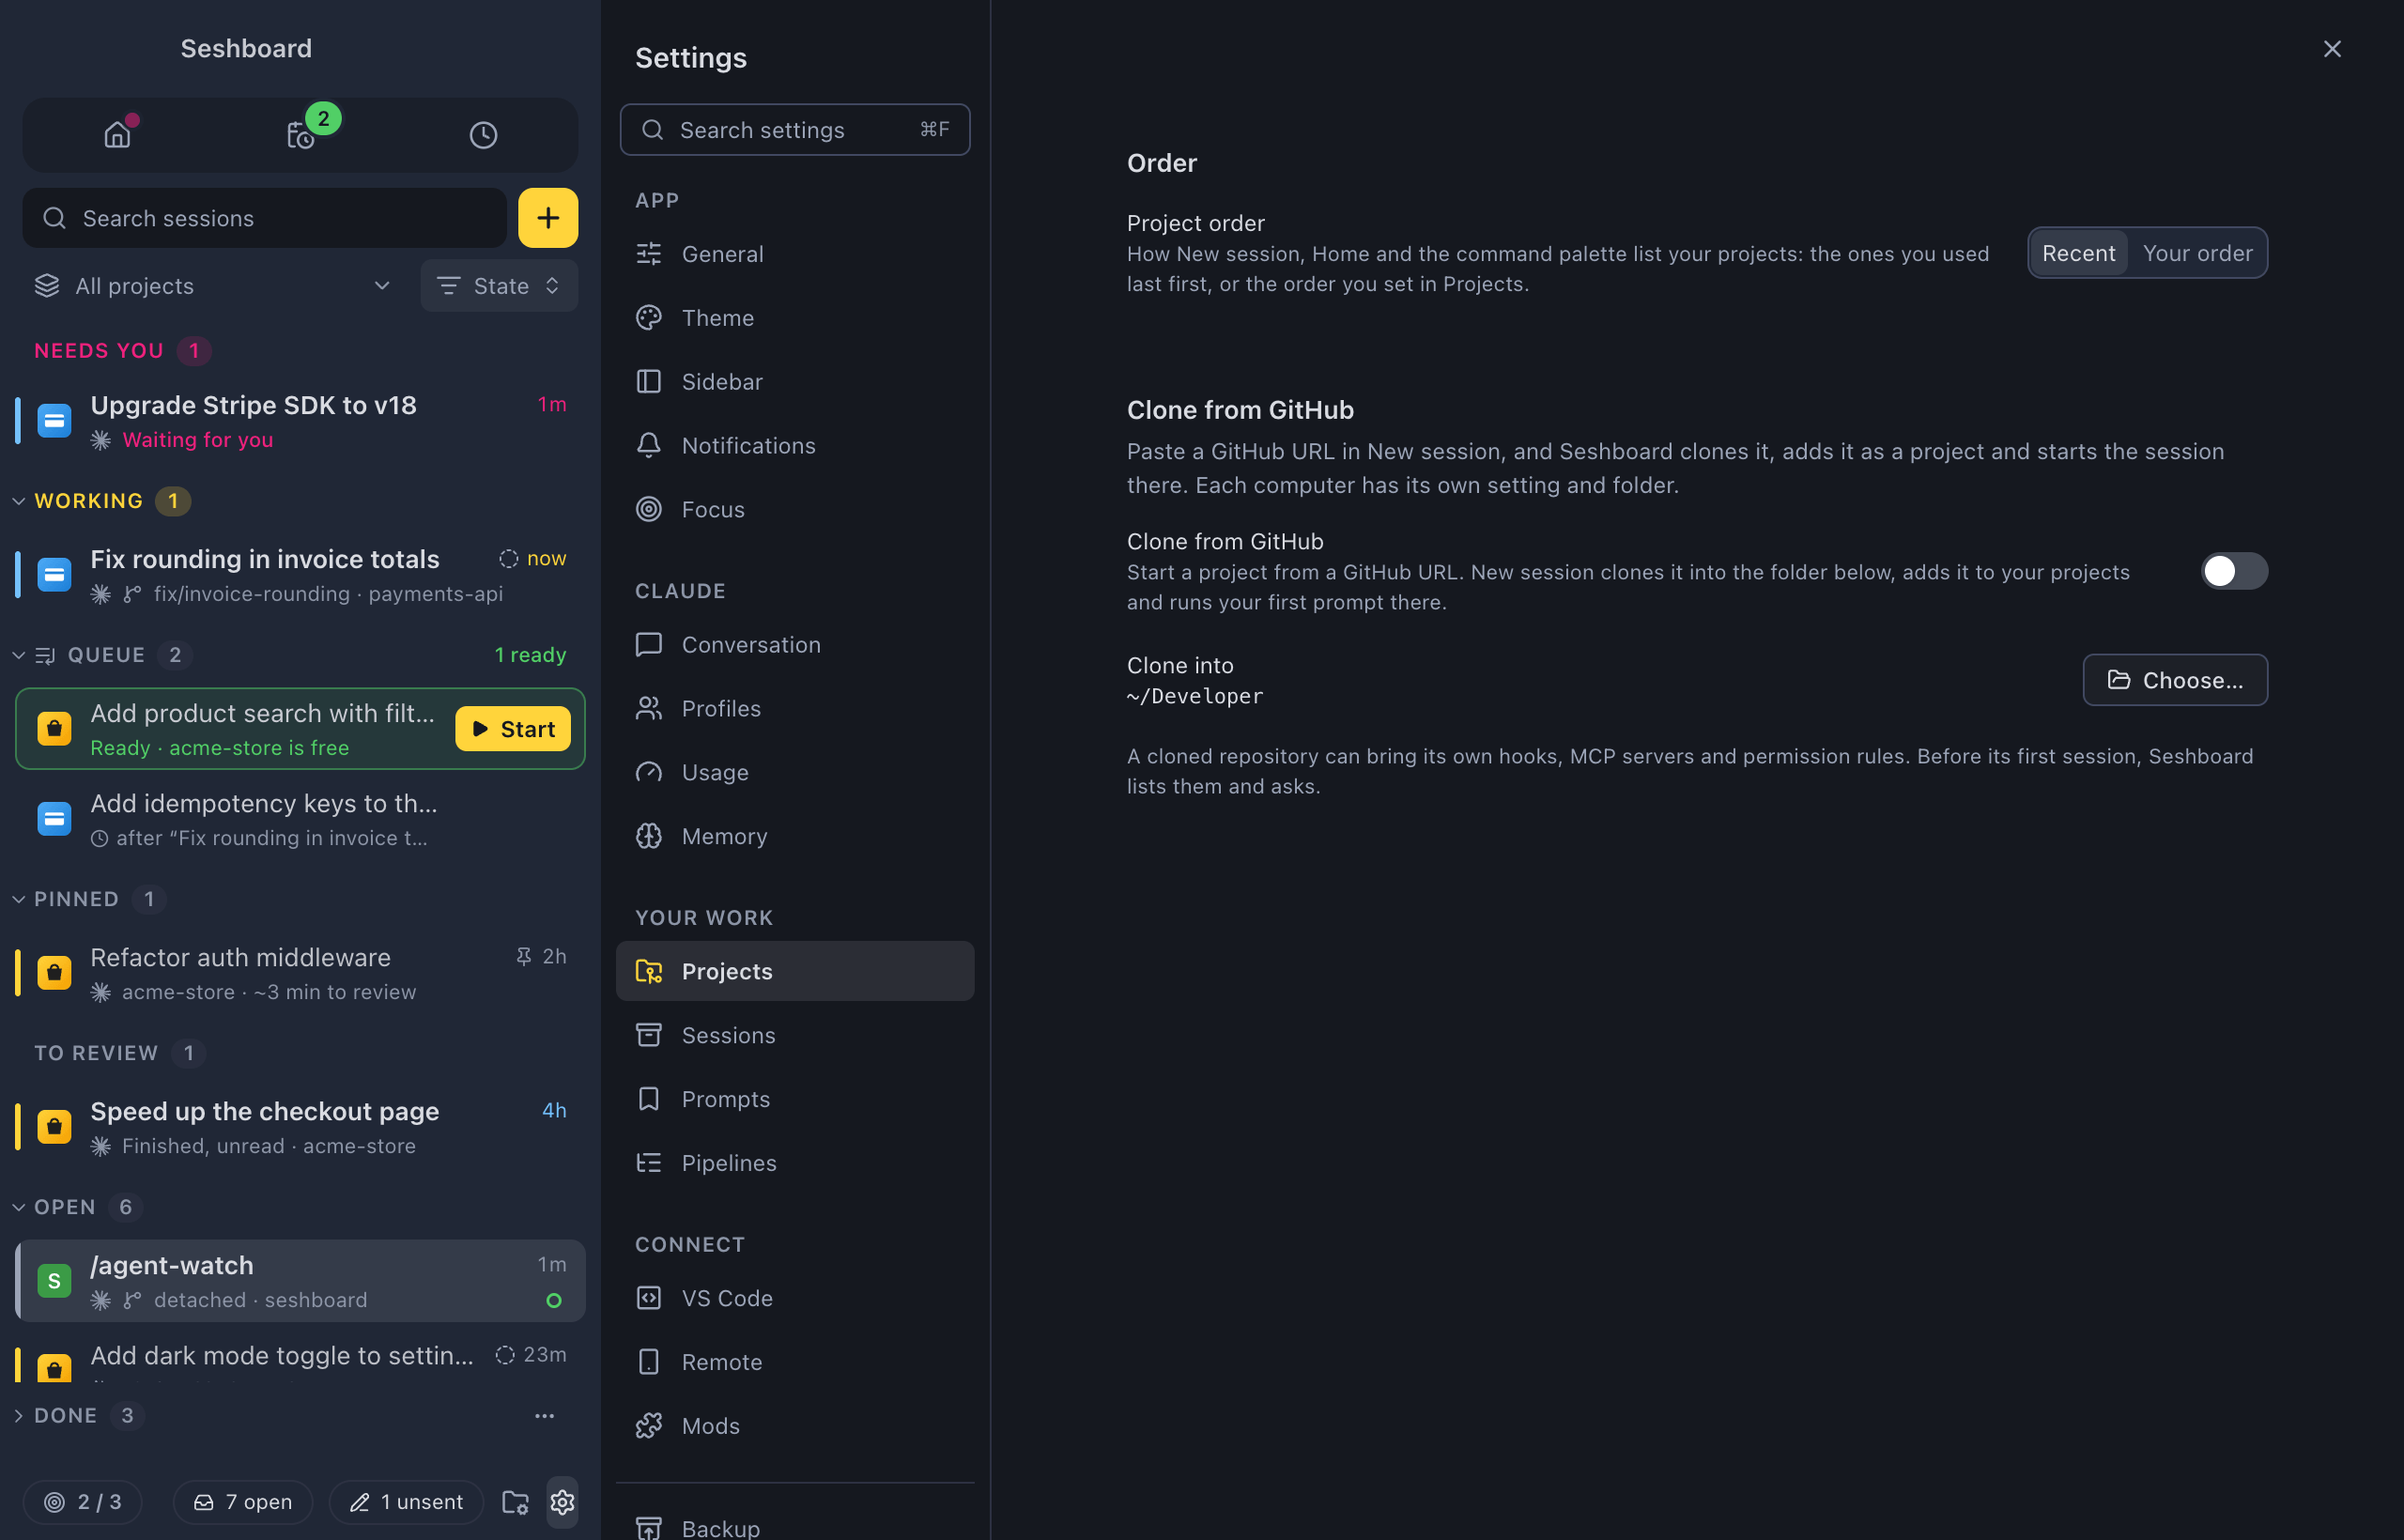 Seshboard
2
Search sessions
All projects
State
NEEDS YOU 1
Upgrade Stripe SDK to v18 1m
Waiting for you
WORKING 1
Fix rounding in invoice totals now
fix/invoice-rounding · payments-api
QUEUE 2 1 ready
Add product search with filt...
Ready · acme-store is free
Start
Add idempotency keys to th...
after “Fix rounding in invoice t...
PINNED 1
Refactor auth middleware 2h
acme-store · ~3 min to review
TO REVIEW 1
Speed up the checkout page 4h
Finished, unread · acme-store
OPEN 6
S
/agent-watch 1m
detached · seshboard
Add dark mode toggle to settin... 23m
DONE 3
2 / 3
7 open
1 unsent
Settings
Search settings ⌘F
APP
General
Theme
Sidebar
Notifications
Focus
CLAUDE
Conversation
Profiles
Usage
Memory
YOUR WORK
Projects
Sessions
Prompts
Pipelines
CONNECT
VS Code
Remote
Mods
Backup
Order
Project order
How New session, Home and the command palette list your projects: the ones you used
last first, or the order you set in Projects.
Recent Your order
Clone from GitHub
Paste a GitHub URL in New session, and Seshboard clones it, adds it as a project and starts the session
there. Each computer has its own setting and folder.
Clone from GitHub
Start a project from a GitHub URL. New session clones it into the folder below, adds it to your projects
and runs your first prompt there.
Clone into
~/Developer
Choose...
A cloned repository can bring its own hooks, MCP servers and permission rules. Before its first session, Seshboard
lists them and asks.